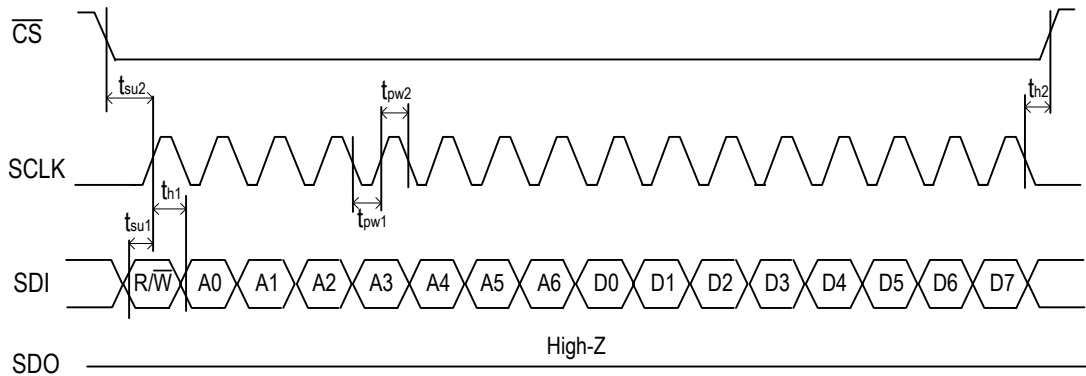 CS
tsu2
tpw2
th2
SCLK
th1
tpw1
tsu1
SDI R/W A0 A1 A2 A3 A4 A5 A6 D0 D1 D2 D3 D4 D5 D6 D7
High-Z
SDO